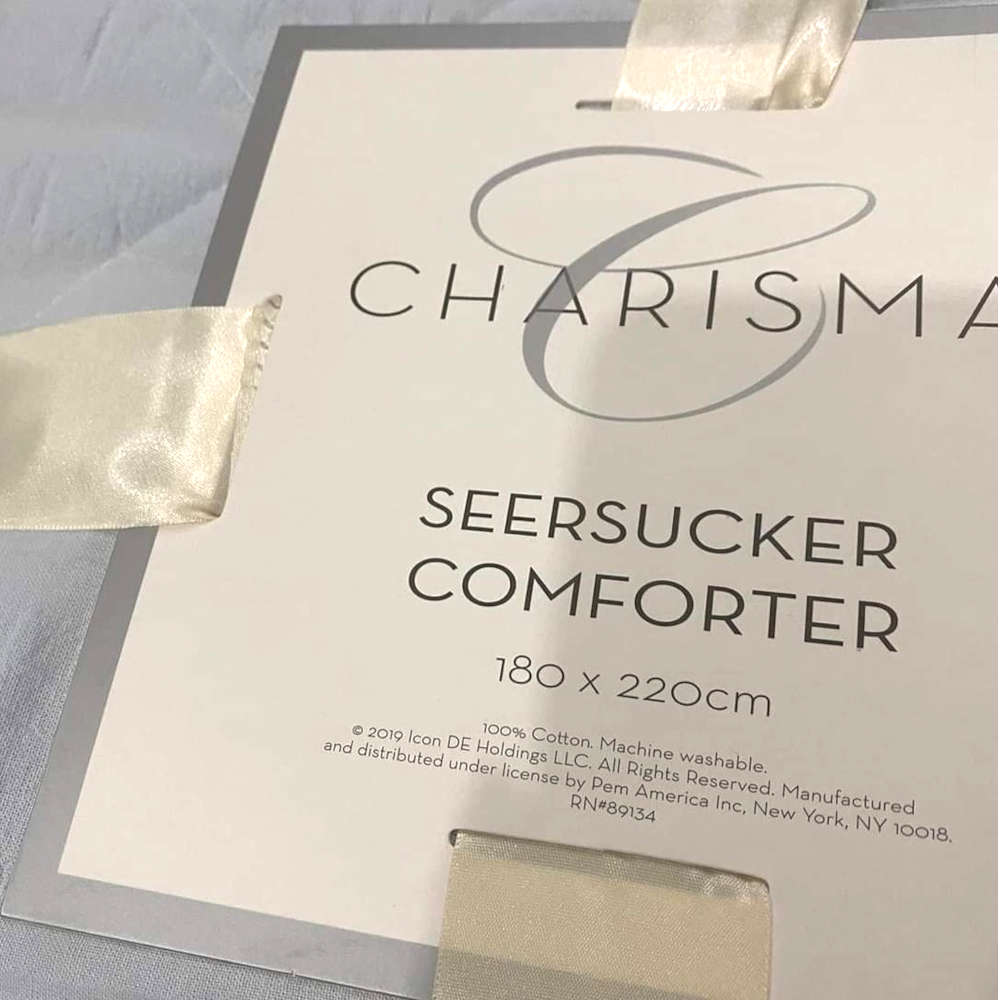 CHARISMA
SEERSUCKER
COMFORTER
180 x 220cm
100% Cotton. Machine washable.
© 2019 Icon DE Holdings LLC. All Rights Reserved. Manufactured
and distributed under license by Pem America Inc, New York, NY 10018.
RN#89134